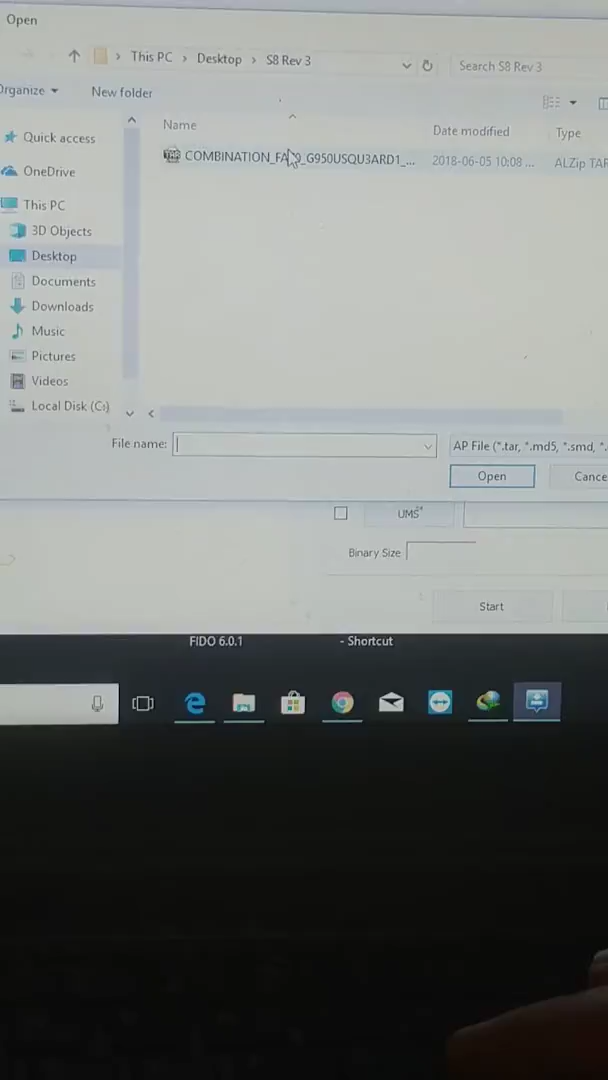 Open
This PC > Desktop > S8 Rev 3
Search S8 Rev 3
Organize
New folder
Name
Date modified
Type
COMBINATION_FA
_G950USQU3ARD1_...
2018-06-05 10:08 ...
ALZip TAR
Quick access
OneDrive
This PC
3D Objects
Desktop
Documents
Downloads
Music
Pictures
Videos
Local Disk (C:)
File name:
AP File (*.tar, *.md5, *.smd, *.
Open
Cance
UMS
Binary Size
Start
FIDO 6.0.1
- Shortcut